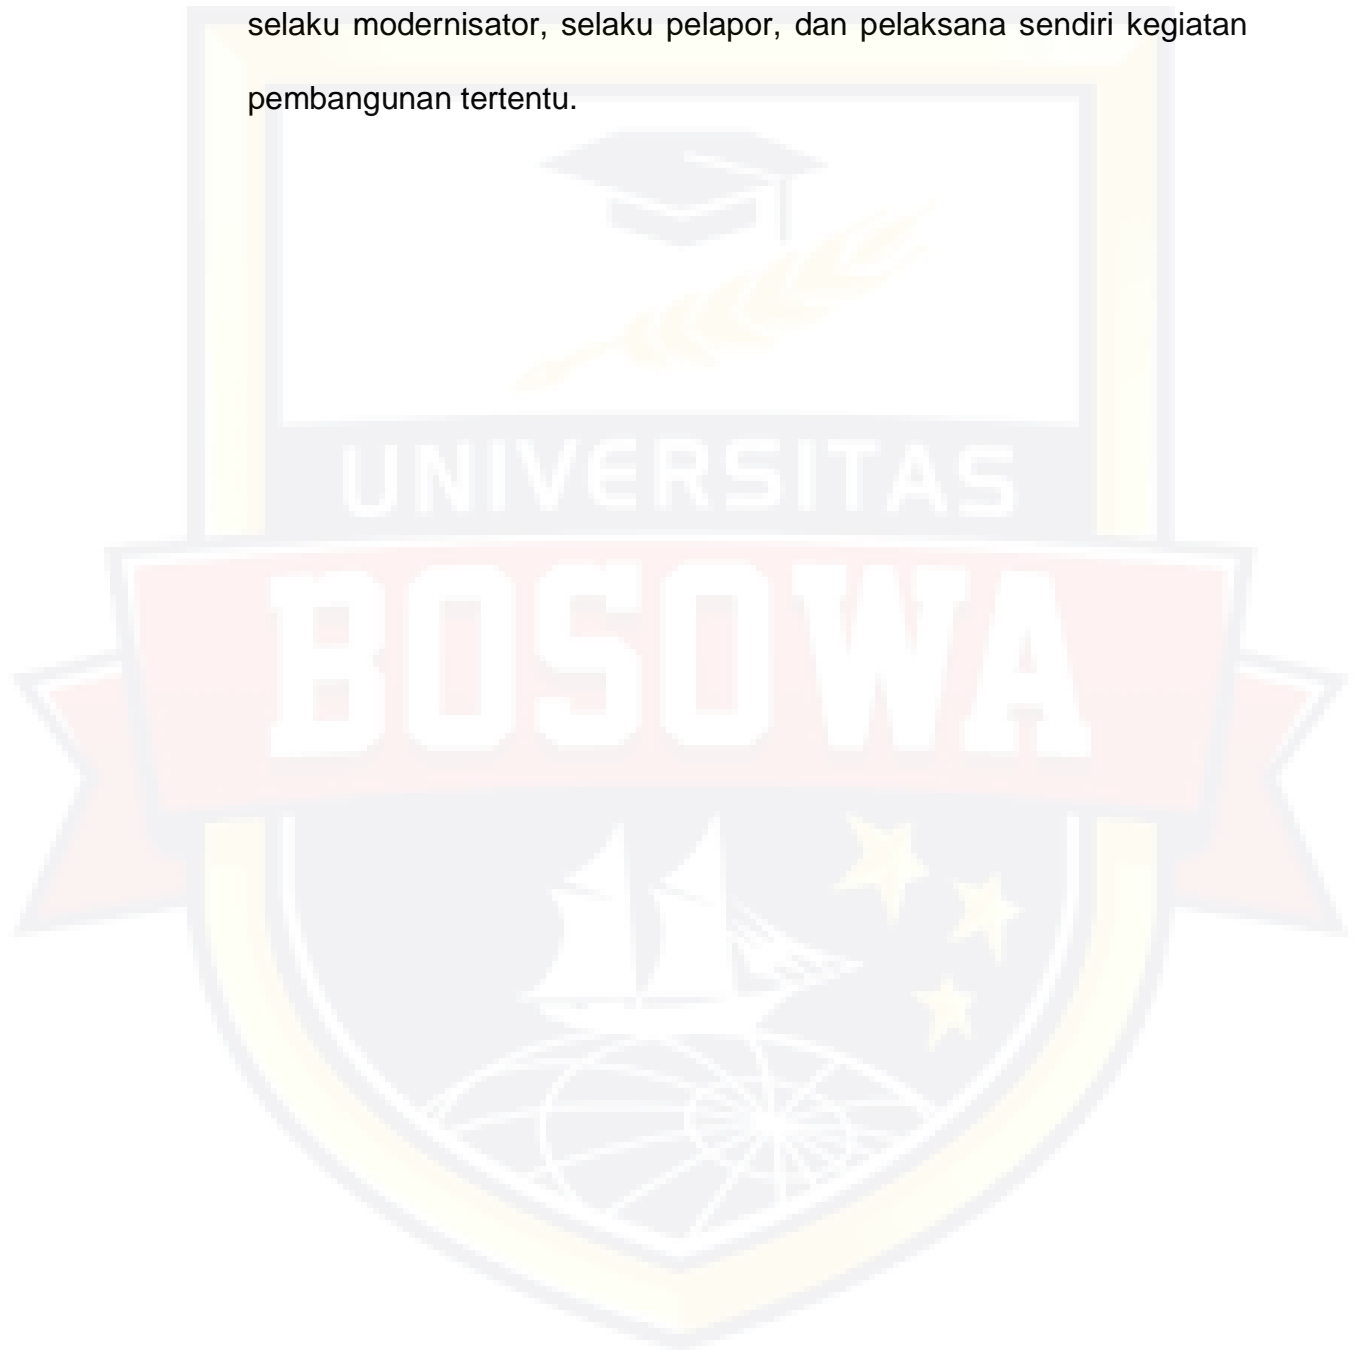 selaku modernisator, selaku pelapor, dan pelaksana sendiri kegiatan
pembangunan tertentu.
UNIVERSITAS
BOSOWA